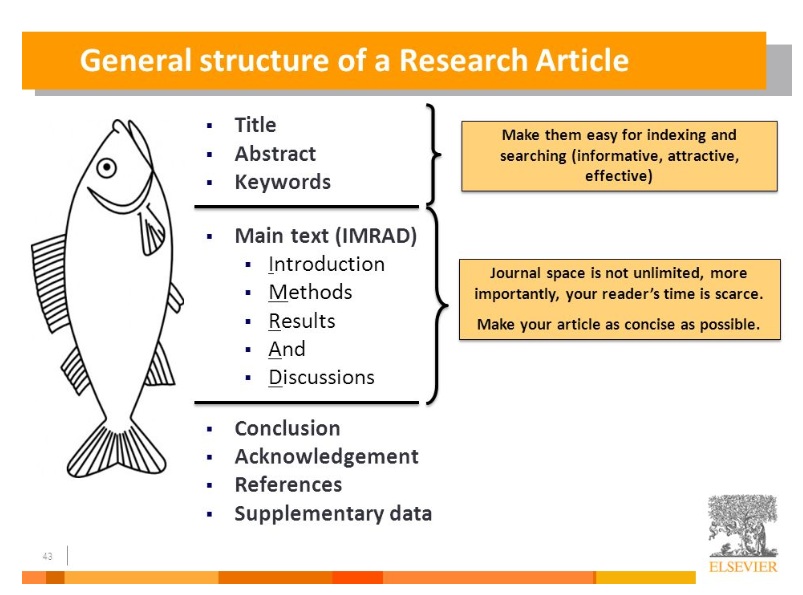 General structure of a Research Article
▪ Title
▪ Abstract
▪ Keywords
Make them easy for indexing and
searching (informative, attractive,
effective)
▪ Main text (IMRAD)
▪ Introduction
▪ Methods
▪ Results
▪ And
▪ Discussions
Journal space is not unlimited, more
importantly, your reader's time is scarce.
Make your article as concise as possible.
▪ Conclusion
▪ Acknowledgement
▪ References
▪ Supplementary data
43
ELSEVIER